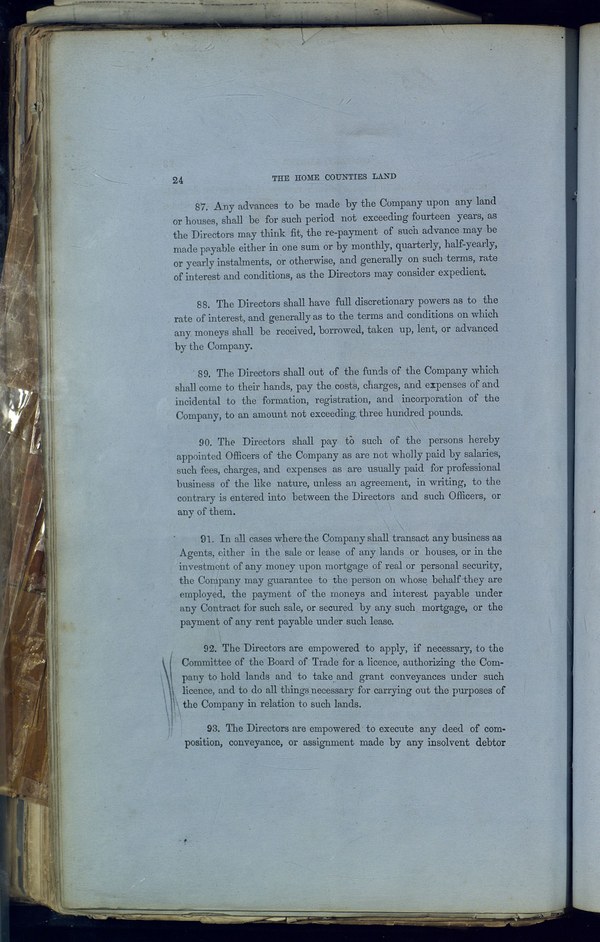 24
THE HOME COUNTIES LAND
87. Any advances to be made by the Company upon any land
or houses, shall be for such period not exceeding fourteen years, as
the Directors may think fit, the re-payment of such advance may be
made payable either in one sum or by monthly, quarterly, half-yearly,
or yearly instalments, or otherwise, and generally on such terms, rate
of interest and conditions, as the Directors may consider expedient.
88. The Directors shall have full discretionary powers as to the
rate of interest, and generally as to the terms and conditions on which
any moneys shall be received, borrowed, taken up, lent, or advanced
by the Company.
89. The Directors shall out of the funds of the Company which
shall come to their hands, pay the costs, charges, and expenses of and
incidental to the formation, registration, and incorporation of the
Company, to an amount not exceeding three hundred pounds.
90. The Directors shall pay to such of the persons hereby
appointed Officers of the Company as are not wholly paid by salaries,
such fees, charges, and expenses as are usually paid for professional
business of the like nature, unless an agreement, in writing, to the
contrary is entered into between the Directors and such Officers, or
any of them.
91. In all cases where the Company shall transact any business as
Agents, either in the sale or lease of any lands or houses, or in the
investment of any money upon mortgage of real or personal security,
the Company may guarantee to the person on whose behalf they are
employed, the payment of the moneys and interest payable under
any Contract for such sale, or secured by any such mortgage, or the
payment of any rent payable under such lease.
92. The Directors are empowered to apply, if necessary, to the
Committee of the Board of Trade for a licence, authorizing the Com-
pany to hold lands and to take and grant conveyances under such
licence, and to do all things necessary for carrying out the purposes of
the Company in relation to such lands.
93. The Directors are empowered to execute any deed of com-
position, conveyance, or assignment made by any insolvent debtor